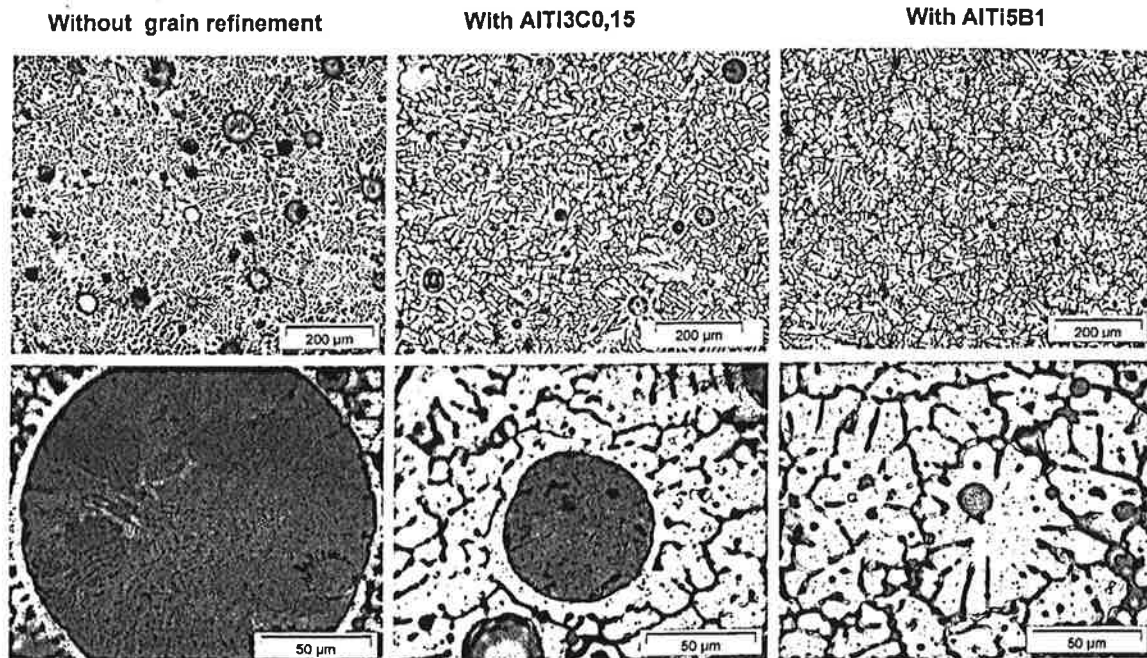 Without grain refinement
With AlTI3C0,15
With AlTi5B1
200 µm
200 µm
200 µm
50 µm
50 µm
50 µm